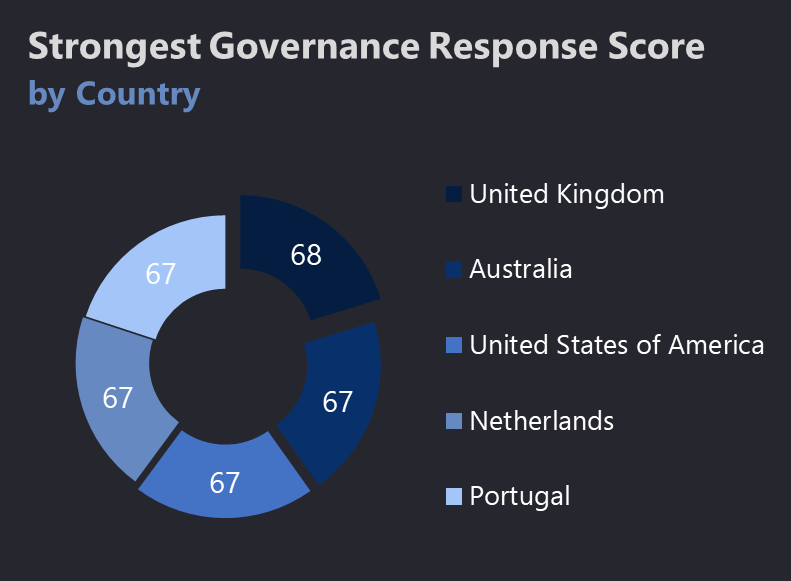 Strongest Governance Response Score
by Country
68
67
67
67
67
United Kingdom
Australia
United States of America
Netherlands
Portugal